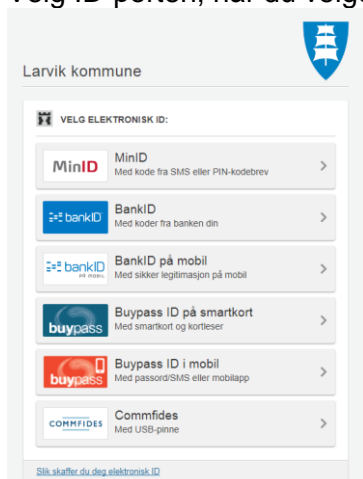 Velg ID-porten, når du velge
Larvik kommune
VELG ELEKTRONISK ID:
MinID
MinID
Med kode fra SMS eller PIN-kodebrev
bankID
BankID
Med koder fra banken din
bankID
PÅ MOBIL
BankID på mobil
Med sikker legitimasjon på mobil
buypass
Buypass ID på smartkort
Med smartkort og kortleser
buypass
Buypass ID i mobil
Med passord/SMS eller mobilapp
COMMFIDES
Commfides
Med USB-pinne
Slik skaffer du deg elektronisk ID